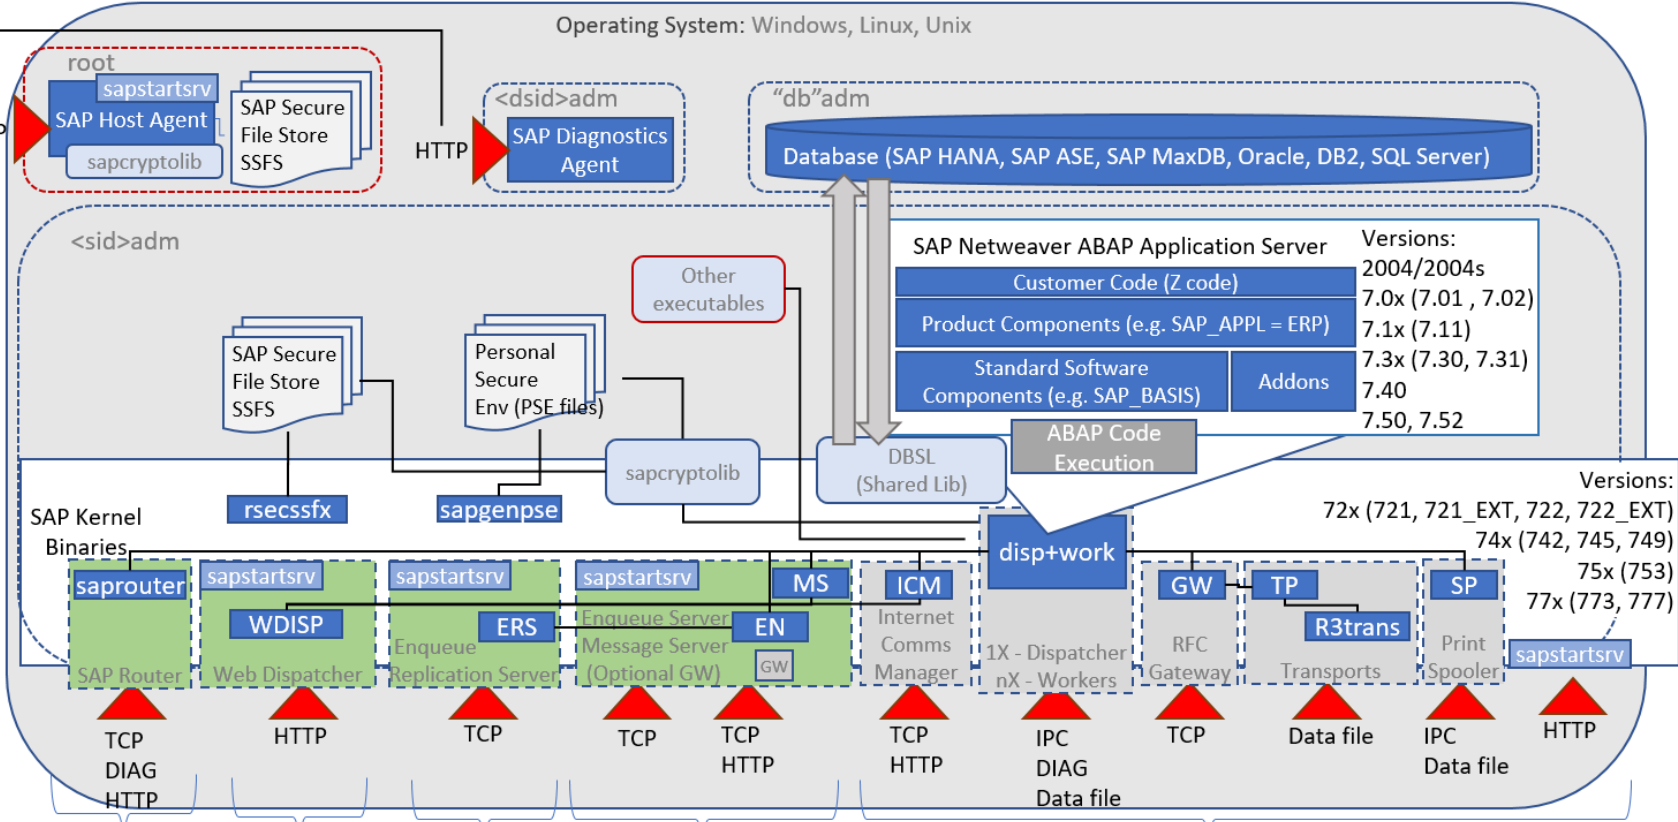 Operating System: Windows, Linux, Unix
root
sapstartsrv
SAP Host Agent
sapcryptolib
SAP Secure
File Store
SSFS
P
HTTP
<dsid>adm
SAP Diagnostics
Agent
“db”adm
Database (SAP HANA, SAP ASE, SAP MaxDB, Oracle, DB2, SQL Server)
<sid>adm
Other
executables
SAP Netweaver ABAP Application Server
Customer Code (Z code)
Product Components (e.g. SAP_APPL = ERP)
Standard Software
Components (e.g. SAP_BASIS)
Addons
Versions:
2004/2004s
7.0x (7.01 , 7.02)
7.1x (7.11)
7.3x (7.30, 7.31)
7.40
7.50, 7.52
ABAP Code
Execution
SAP Secure
File Store
SSFS
Personal
Secure
Env (PSE files)
sapcryptolib
DBSL
(Shared Lib)
rsecssfx
sapgenpse
SAP Kernel
Binaries
Versions:
72x (721, 721_EXT, 722, 722_EXT)
74x (742, 745, 749)
75x (753)
77x (773, 777)
saprouter
SAP Router
sapstartsrv
WDISP
Web Dispatcher
sapstartsrv
ERS
Enqueue
Replication Server
sapstartsrv
MS
Enqueue Server
EN
Message Server
(Optional GW)
GW
ICM
Internet
Comms
Manager
disp+work
1X - Dispatcher
nX - Workers
GW
RFC
Gateway
TP
R3trans
Transports
SP
Print
Spooler
sapstartsrv
TCP
DIAG
HTTP
HTTP
TCP
TCP
TCP
HTTP
TCP
HTTP
IPC
DIAG
Data file
TCP
Data file
IPC
Data file
HTTP